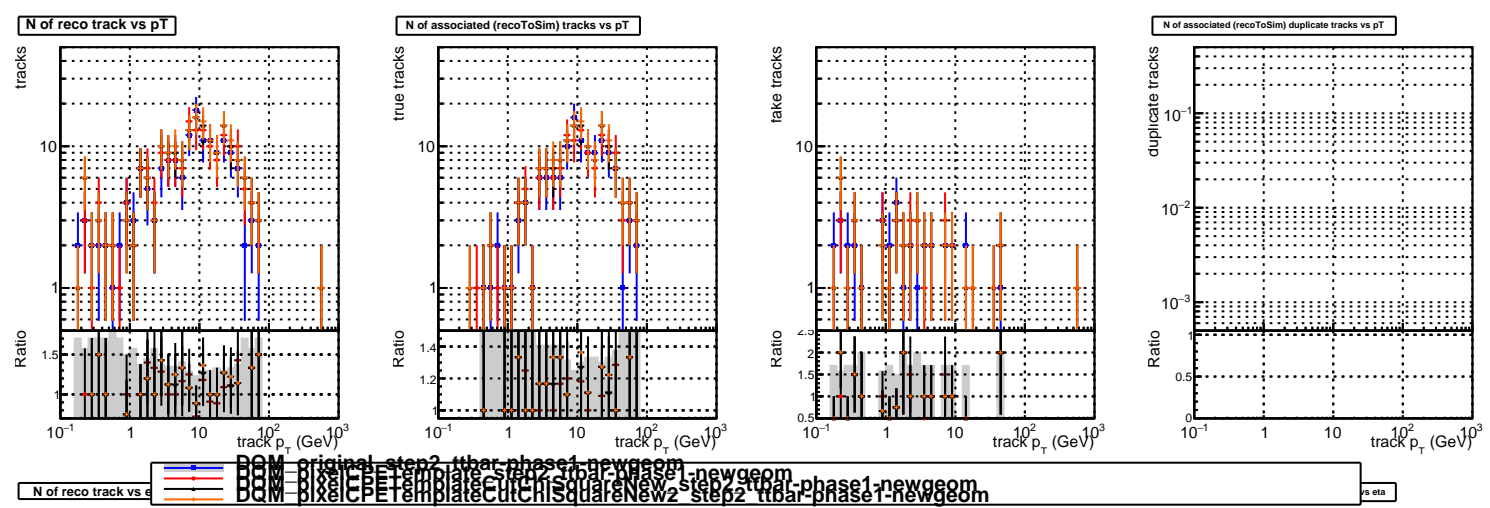 N of reco track vs pT
N of associated (recoToSim) tracks vs pT
N of associated (recoToSim) duplicate tracks vs pT
tracks
10
1
Ratio
1.5
1
10⁻¹ 1 10 10² 10³
track p_T (GeV)
true tracks
10
1
Ratio
1.4
1.2
1
10⁻¹ 1 10 10² 10³
track p_T (GeV)
fake tracks
10
1
Ratio
2.5
2
1.5
1
0.5
10⁻¹ 1 10 10² 10³
track p_T (GeV)
duplicate tracks
10⁻¹
10⁻²
10⁻³
Ratio
1
0.5
0
10⁻¹ 1 10 10² 10³
track p_T (GeV)
DQM_original_step2_ttbar-phase1-newgeom
DQM_pixelCPETemplate_step2_ttbar-phase1-newgeom
DQM_pixelCPETemplateCutChiSquareNew_step2_ttbar-phase1-newgeom
DQM_pixelCPETemplateCutChiSquareNew2_step2_ttbar-phase1-newgeom
N of reco track vs e
vs eta